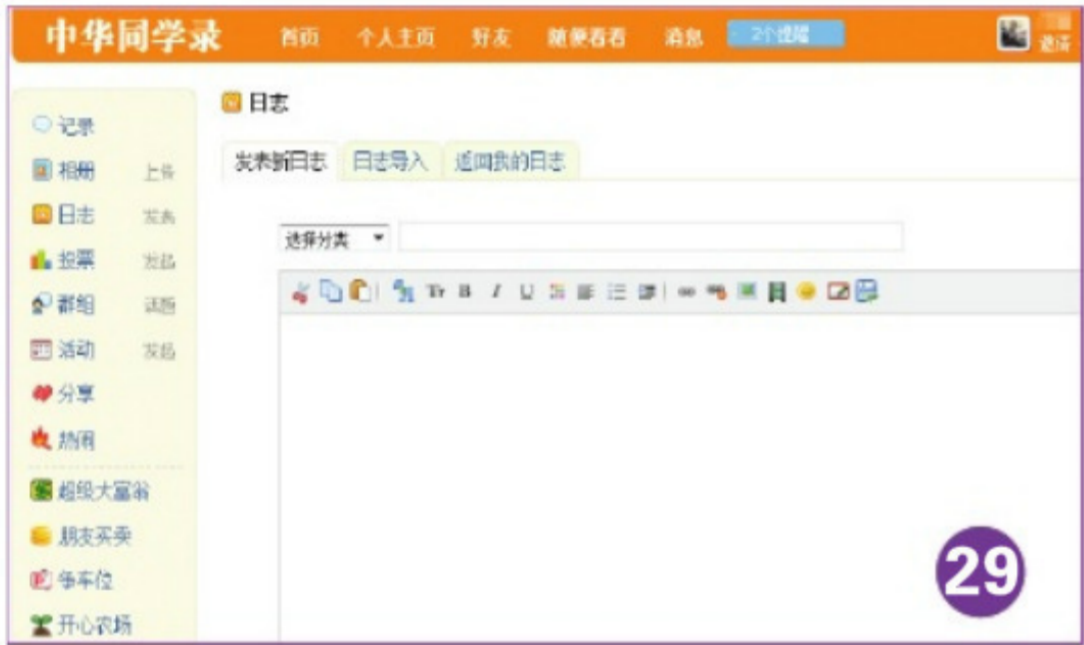 中华同学录 首页 个人主页 好友 随便看看 消息 2个提醒
邀请
日志
发表新日志 日志导入 返回我的日志
选择分类
Tr B I U
记录
相册 上传
日志 发表
投票 发起
群组 话题
活动 发起
分享
热闹
超级大富翁
朋友买卖
争车位
开心农场
29